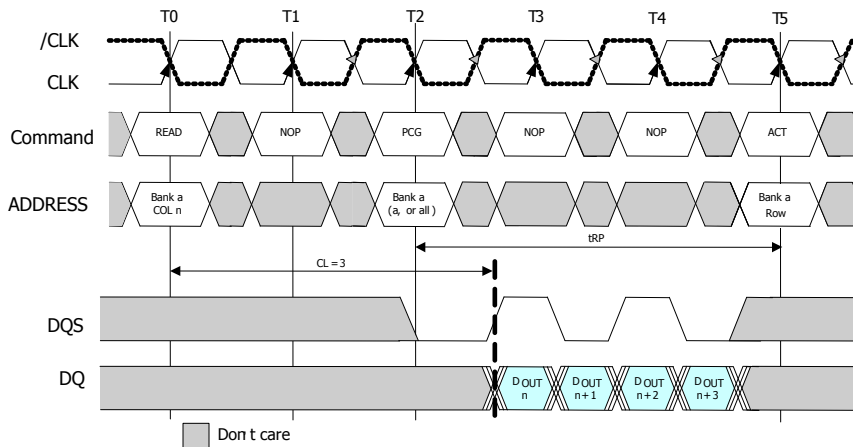 T0 T1 T2 T3 T4 T5
/CLK
CLK
Command READ NOP PCG NOP NOP ACT
ADDRESS Bank a COL n Bank a (a, or all) Bank a Row
tRP
CL = 3
DQS
DQ DOUT n DOUT n+1 DOUT n+2 DOUT n+3
Don't care